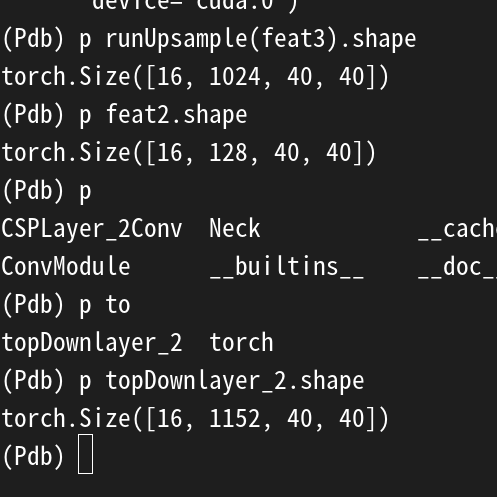 device='cuda:0')
(Pdb) p runUpsample(feat3).shape
torch.Size([16, 1024, 40, 40])
(Pdb) p feat2.shape
torch.Size([16, 128, 40, 40])
(Pdb) p
CSPLayer_2Conv  Neck            __cach
ConvModule      __builtins__    __doc_
(Pdb) p to
topDownlayer_2  torch
(Pdb) p topDownlayer_2.shape
torch.Size([16, 1152, 40, 40])
(Pdb)